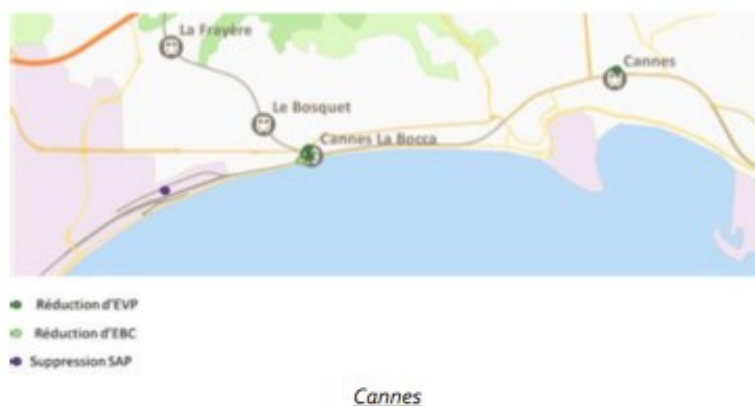 La Frayère
Cannes
Le Bosquet
Cannes La Bocca
Réduction d'EVP
Réduction d'EBC
Suppression SAP
Cannes